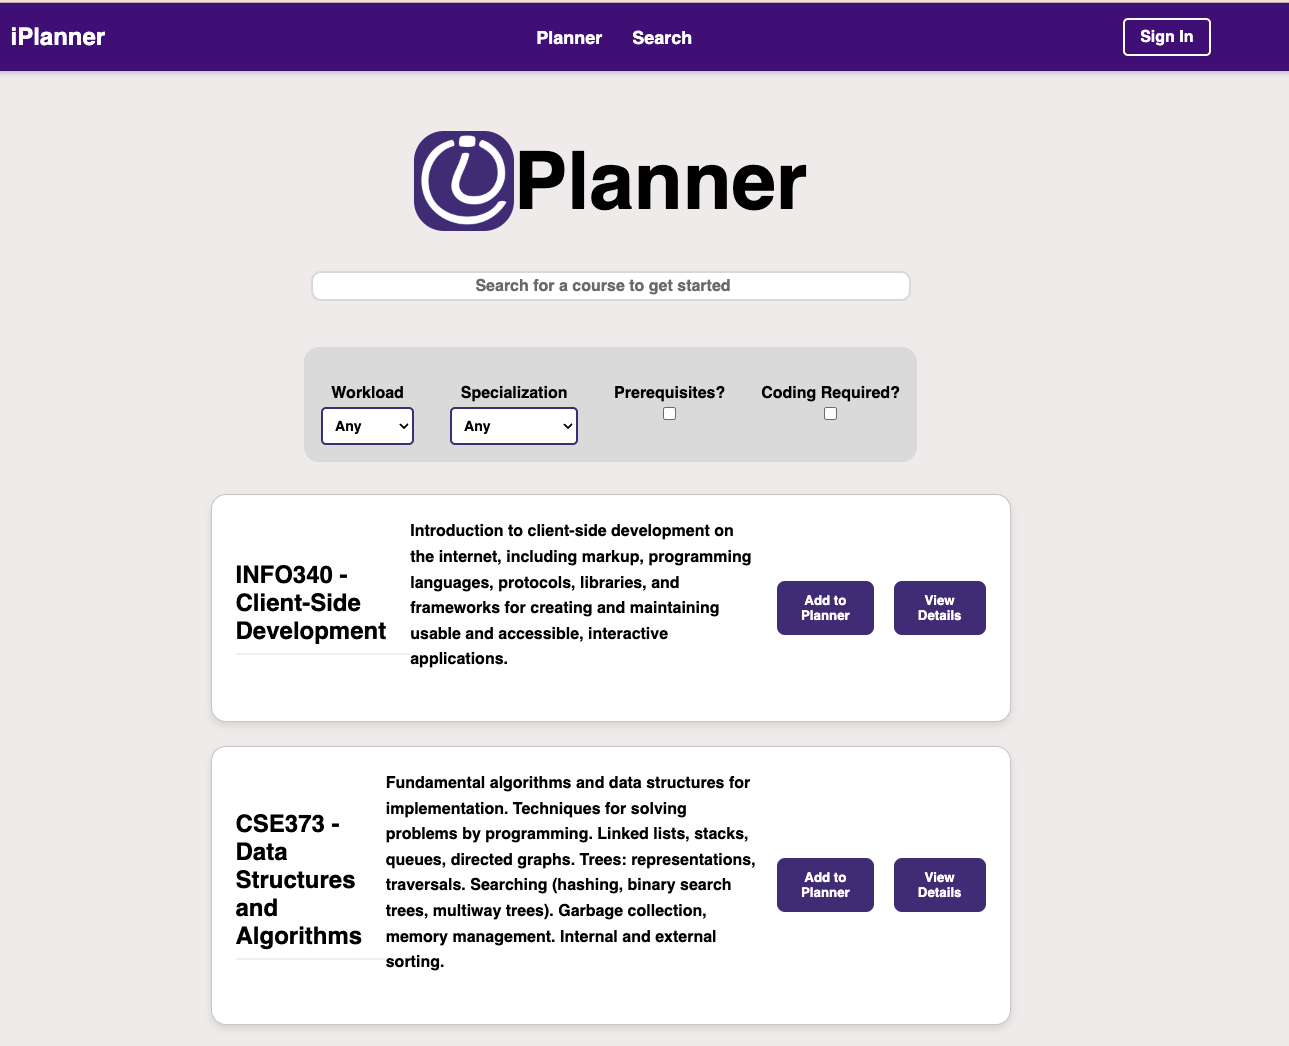 iPlanner
Planner
Search
Sign In
iPlanner
Search for a course to get started
Workload
Specialization
Prerequisites?
Coding Required?
Any
Any
INFO340 -
Client-Side
Development
Introduction to client-side development on
the internet, including markup, programming
languages, protocols, libraries, and
frameworks for creating and maintaining
usable and accessible, interactive
applications.
Add to
Planner
View
Details
CSE373 -
Data
Structures
and
Algorithms
Fundamental algorithms and data structures for
implementation. Techniques for solving
problems by programming. Linked lists, stacks,
queues, directed graphs. Trees: representations,
traversals. Searching (hashing, binary search
trees, multiway trees). Garbage collection,
memory management. Internal and external
sorting.
Add to
Planner
View
Details